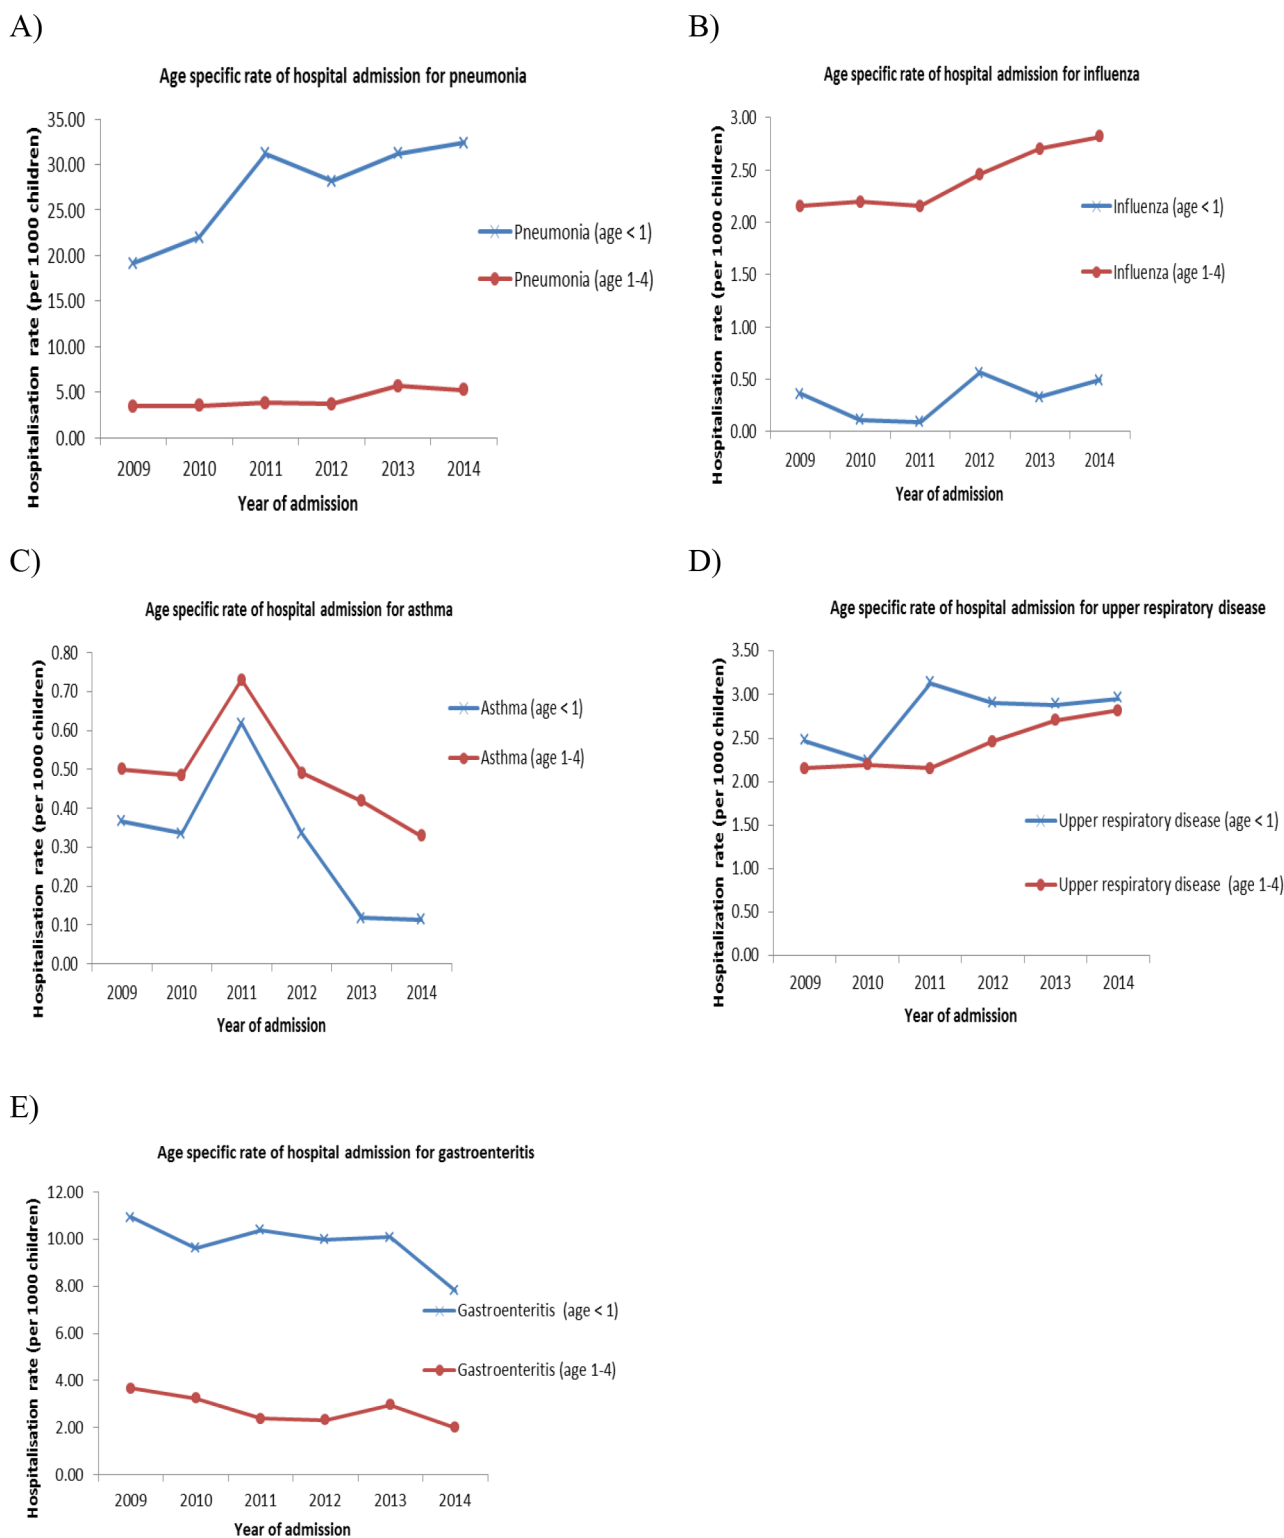 A)
Age specific rate of hospital admission for pneumonia
Hospitalisation rate (per 1000 children)
35.00
30.00
25.00
20.00
15.00
10.00
5.00
0.00
2009 2010 2011 2012 2013 2014
Year of admission
Pneumonia (age < 1)
Pneumonia (age 1-4)
B)
Age specific rate of hospital admission for influenza
Hospitalisation rate (per 1000 children)
3.00
2.50
2.00
1.50
1.00
0.50
0.00
2009 2010 2011 2012 2013 2014
Year of admission
Influenza (age < 1)
Influenza (age 1-4)
C)
Age specific rate of hospital admission for asthma
Hospitalisation rate (per 1000 children)
0.80
0.70
0.60
0.50
0.40
0.30
0.20
0.10
0.00
2009 2010 2011 2012 2013 2014
Year of admission
Asthma (age < 1)
Asthma (age 1-4)
D)
Age specific rate of hospital admission for upper respiratory disease
Hospitalization rate (per 1000 children)
3.50
3.00
2.50
2.00
1.50
1.00
0.50
0.00
2009 2010 2011 2012 2013 2014
Year of admission
Upper respiratory disease (age < 1)
Upper respiratory disease (age 1-4)
E)
Age specific rate of hospital admission for gastroenteritis
Hospitalisation rate (per 1000 children)
12.00
10.00
8.00
6.00
4.00
2.00
0.00
2009 2010 2011 2012 2013 2014
Year of admission
Gastroenteritis (age < 1)
Gastroenteritis (age 1-4)